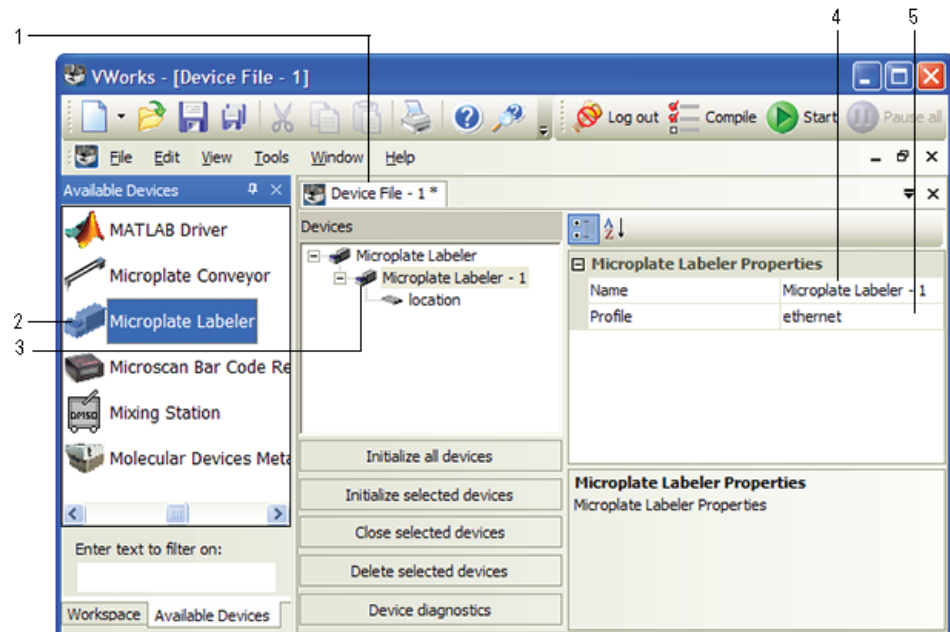 4 5
1
VWorks - [Device File - 1]
Log out Compile Start Pause all
File Edit View Tools Window Help
Available Devices
Device File - 1 *
MATLAB Driver
Microplate Conveyor
2 Microplate Labeler
3
Microscan Bar Code Re
Mixing Station
DMSO
Molecular Devices Meta
Enter text to filter on:
Workspace Available Devices
Devices
Microplate Labeler
Microplate Labeler - 1
location
Initialize all devices
Initialize selected devices
Close selected devices
Delete selected devices
Device diagnostics
A Z
Microplate Labeler Properties
Name Microplate Labeler - 1
Profile ethernet
Microplate Labeler Properties
Microplate Labeler Properties